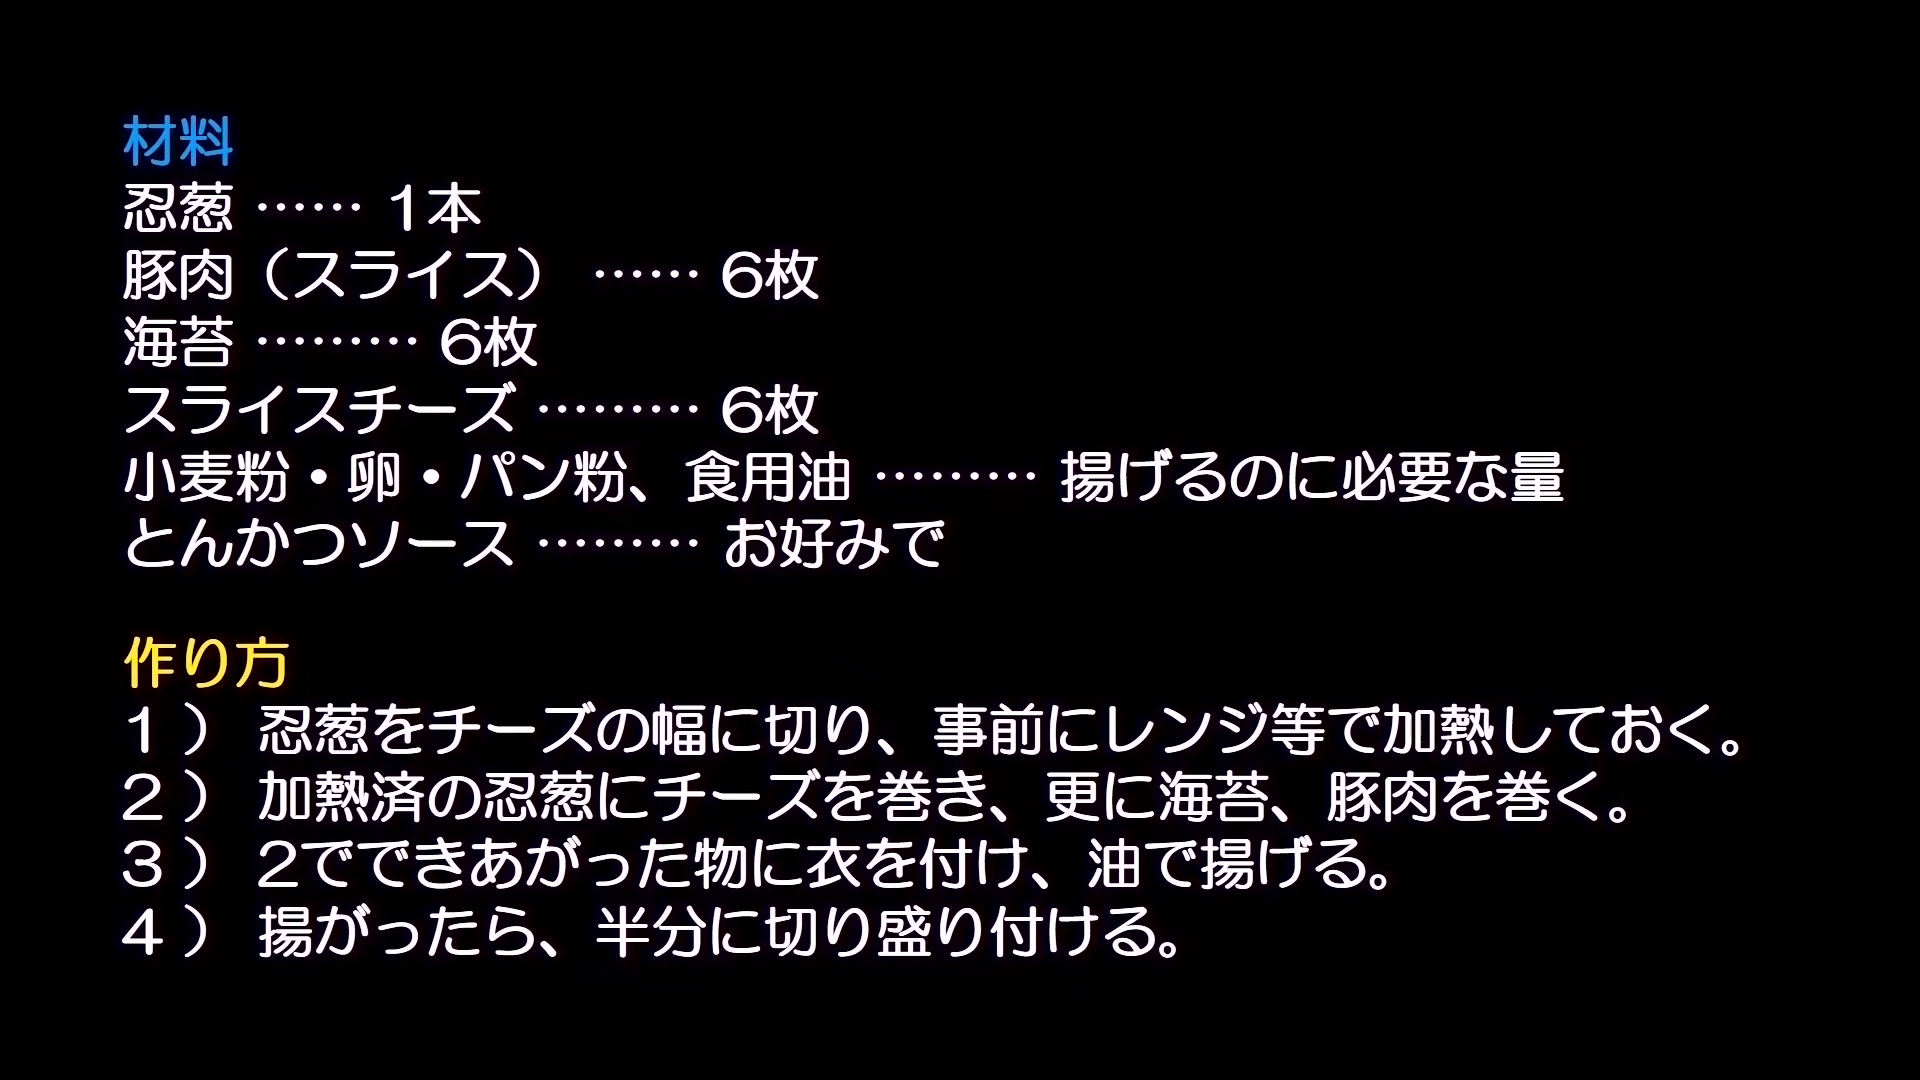 材料
忍葱 …… 1本
豚肉（スライス） …… 6枚
海苔 ……… 6枚
スライスチーズ ……… 6枚
小麦粉・卵・パン粉、食用油 ……… 揚げるのに必要な量
とんかつソース ……… お好みで
作り方
１） 忍葱をチーズの幅に切り、事前にレンジ等で加熱しておく。
２） 加熱済の忍葱にチーズを巻き、更に海苔、豚肉を巻く。
３） 2でできあがった物に衣を付け、油で揚げる。
４） 揚がったら、半分に切り盛り付ける。